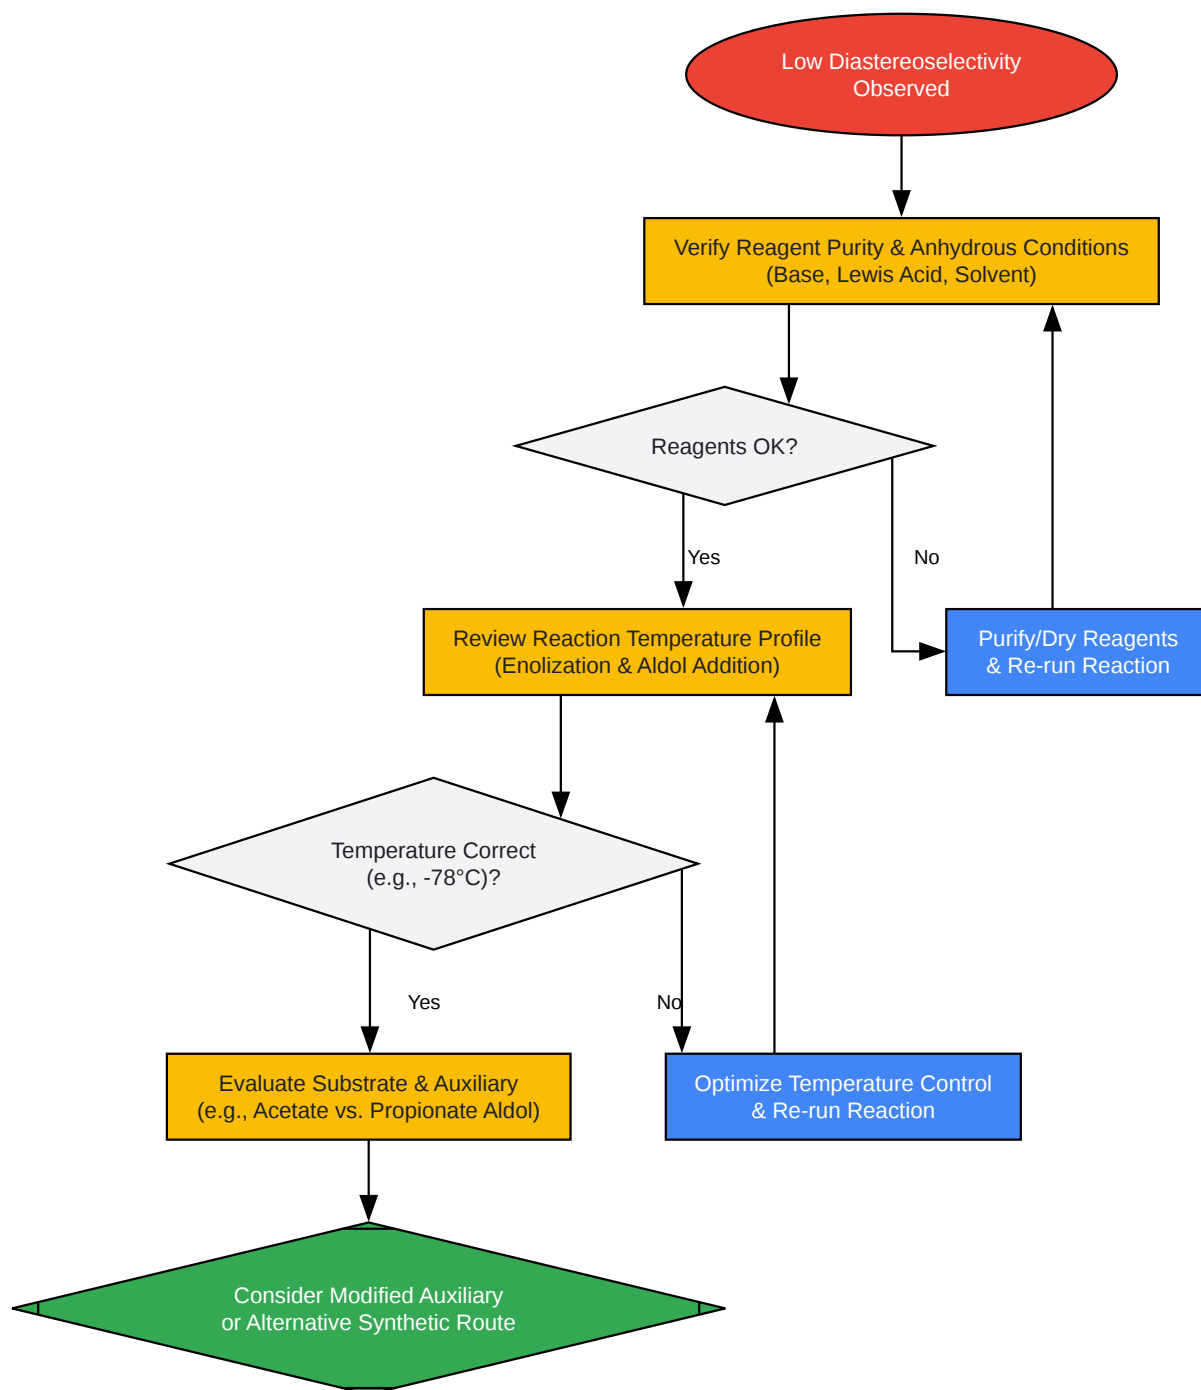 Low Diastereoselectivity
Observed
Verify Reagent Purity & Anhydrous Conditions
(Base, Lewis Acid, Solvent)
Reagents OK?
Yes
No
Review Reaction Temperature Profile
(Enolization & Aldol Addition)
Purify/Dry Reagents
& Re-run Reaction
Temperature Correct
(e.g., -78°C)?
Yes
No
Evaluate Substrate & Auxiliary
(e.g., Acetate vs. Propionate Aldol)
Optimize Temperature Control
& Re-run Reaction
Consider Modified Auxiliary
or Alternative Synthetic Route